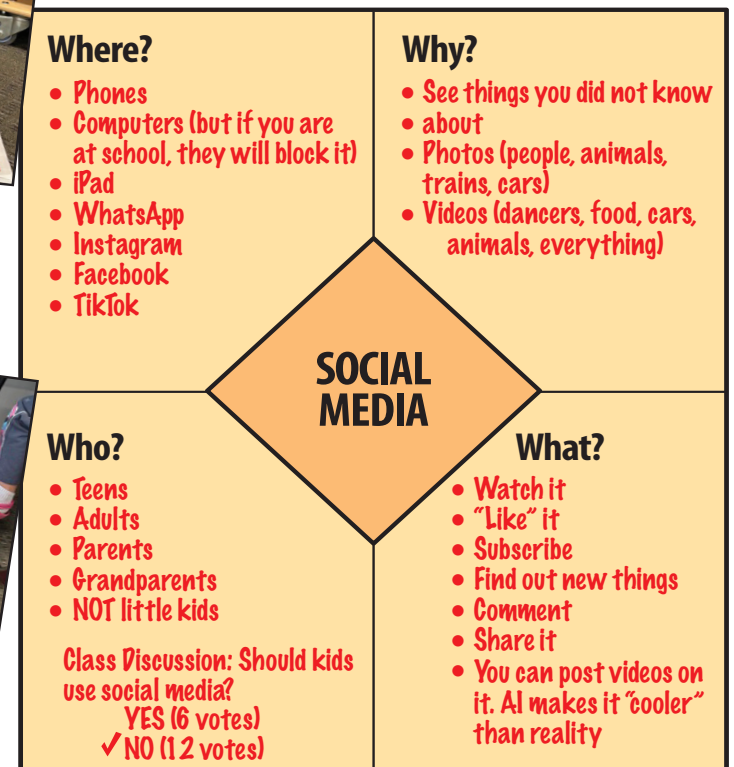 Where?
• Phones
• Computers (but if you are
at school, they will block it)
• iPad
• WhatsApp
• Instagram
• Facebook
• TikTok
Why?
• See things you did not know
• about
• Photos (people, animals,
trains, cars)
• Videos (dancers, food, cars,
animals, everything)
SOCIAL
MEDIA
Who?
• Teens
• Adults
• Parents
• Grandparents
• NOT little kids
Class Discussion: Should kids
use social media?
YES (6 votes)
✓NO (12 votes)
What?
• Watch it
• “Like” it
• Subscribe
• Find out new things
• Comment
• Share it
• You can post videos on
it. AI makes it “cooler”
than reality